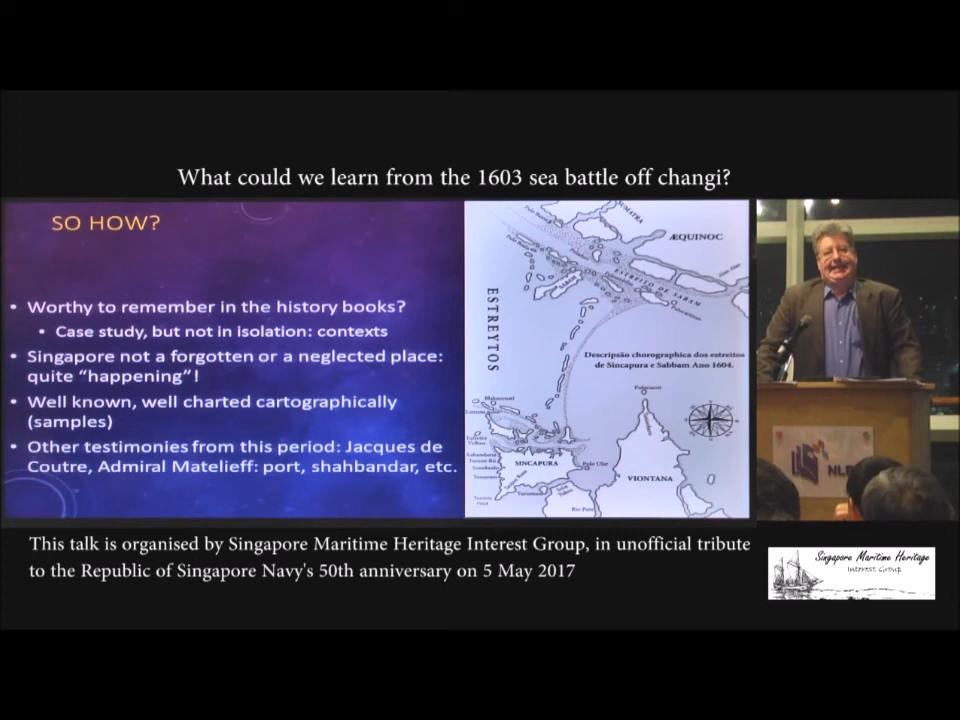 What could we learn from the 1603 sea battle off changi?
SO HOW?
• Worthy to remember in the history books?
• Case study, but not in isolation: contexts
• Singapore not a forgotten or a neglected place:
quite “happening”!
• Well known, well charted cartographically
(samples)
• Other testimonies from this period: Jacques de
Coutre, Admiral Matelieff: port, shahbandar, etc.
SUMATRA
ÆQUINOC
ESTREITO DE SABAM
SABAM
ESTREYTOS
Descripsão chorographica dos estreitos
de Sincapura e Sabbam Ano 1604.
SINCAPURA
VIONTANA
NLB
This talk is organised by Singapore Maritime Heritage Interest Group, in unofficial tribute
to the Republic of Singapore Navy's 50th anniversary on 5 May 2017
Singapore Maritime Heritage
Interest Group